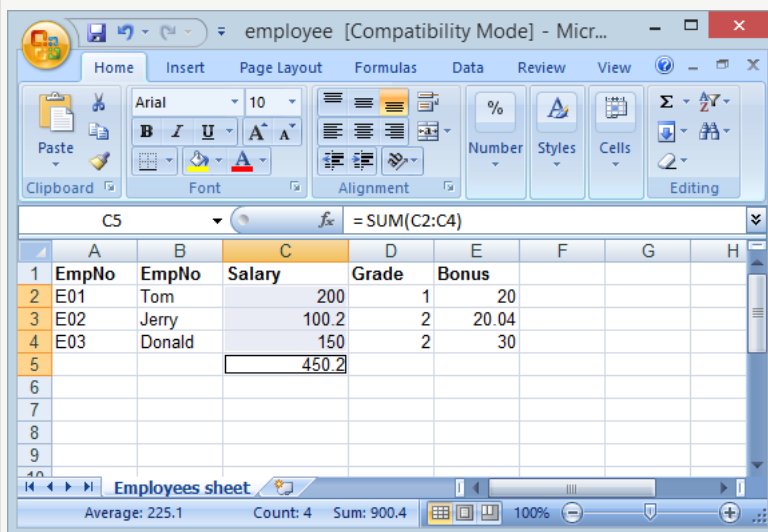 employee [Compatibility Mode] - Micr...
Home Insert Page Layout Formulas Data Review View
Arial 10
Paste
B I U A A A
% Number
A Styles
Cells
Σ A Z
Clipboard Font Alignment Editing
C5 fx =SUM(C2:C4)
A B C D E F G H
1 EmpNo EmpNo Salary Grade Bonus
2 E01 Tom 200 1 20
3 E02 Jerry 100.2 2 20.04
4 E03 Donald 150 2 30
5 450.2
6
7
8
9
Employees sheet
Average: 225.1 Count: 4 Sum: 900.4 100%